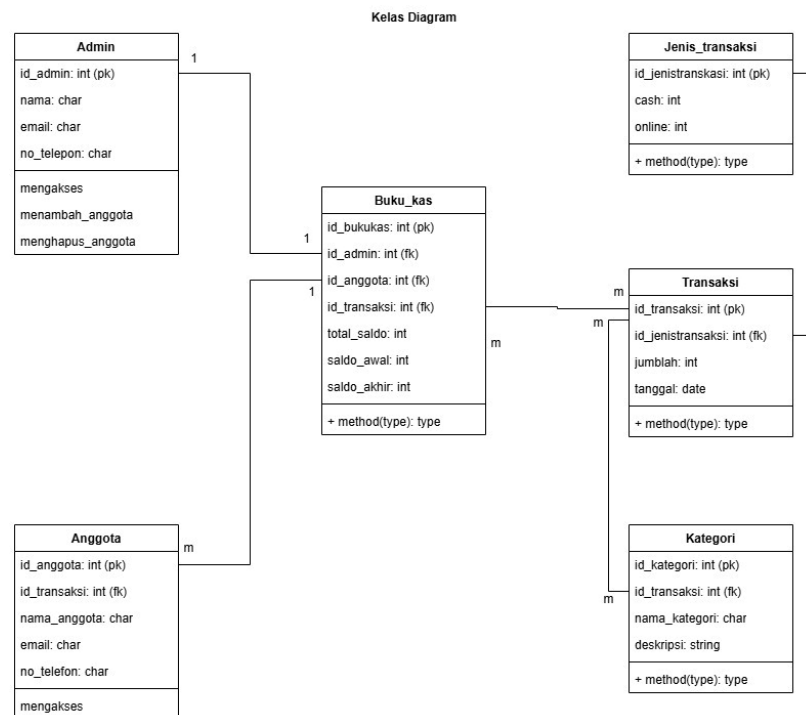 Kelas Diagram
Admin
id_admin: int (pk)
nama: char
email: char
no_telepon: char
mengakses
menambah_anggota
menghapus_anggota
1
1
Buku_kas
id_bukukas: int (pk)
id_admin: int (fk)
id_anggota: int (fk)
id_transaksi: int (fk)
total_saldo: int
saldo_awal: int
saldo_akhir: int
+ method(type): type
1
m
Anggota
id_anggota: int (pk)
id_transaksi: int (fk)
nama_anggota: char
email: char
no_telefon: char
mengakses
m
Jenis_transaksi
id_jenistranskasi: int (pk)
cash: int
online: int
+ method(type): type
m
m
Transaksi
id_transaksi: int (pk)
id_jenistransaksi: int (fk)
jumblah: int
tanggal: date
+ method(type): type
Kategori
id_kategori: int (pk)
id_transaksi: int (fk)
nama_kategori: char
deskripsi: string
+ method(type): type
m